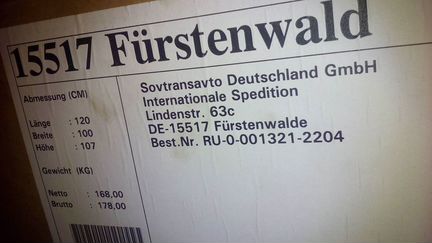 15517 Fürstenwald
Abmessung (CM)
Länge : 120
Breite : 100
Höhe : 107
Gewicht (KG)
Netto : 168,00
Brutto : 178,00
Sovtransavto Deutschland GmbH
Internationale Spedition
Lindenstr. 63c
DE-15517 Fürstenwalde
Best.Nr. RU-0-001321-2204